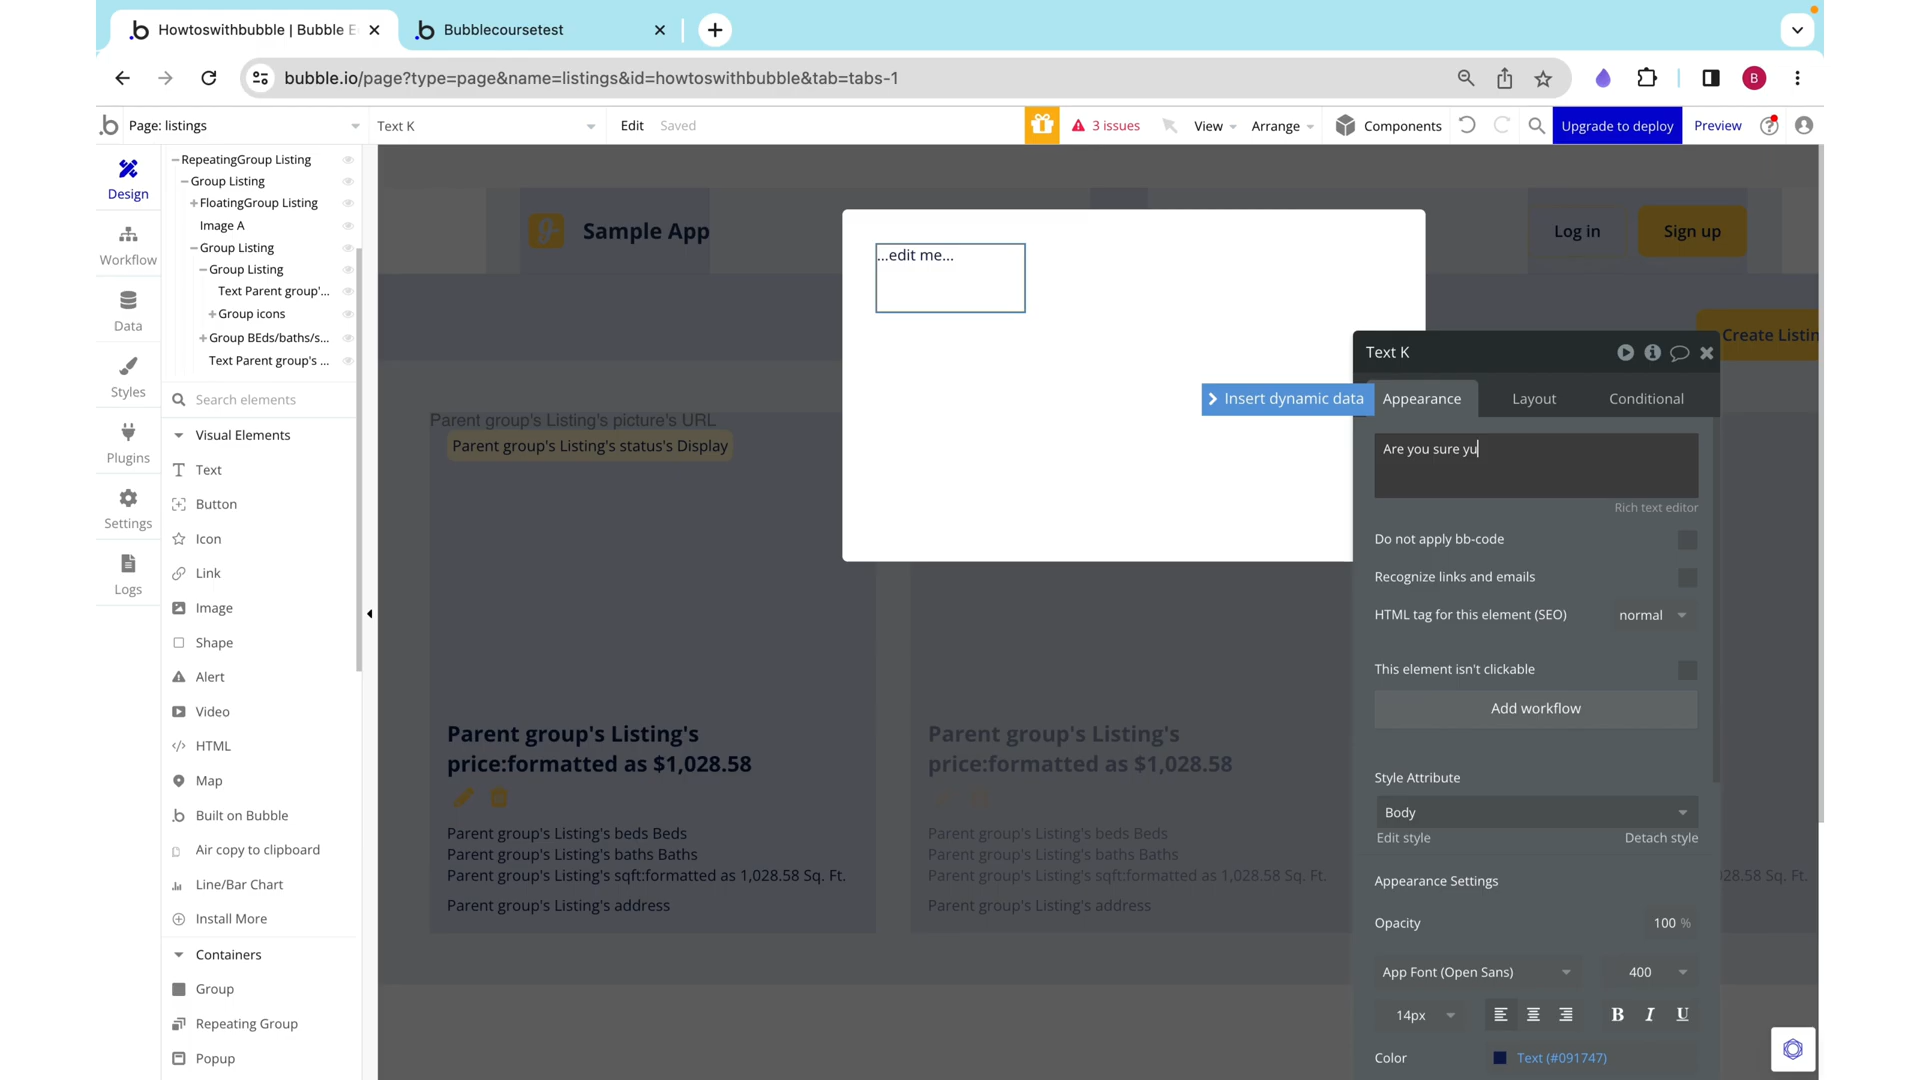 Howtoswithbubble | Bubble E
Bubblecoursetest
bubble.io/page?type=page&name=listings&id=howtoswithbubble&tab=tabs-1
B
Page: listings
Text K
Edit
Saved
3 issues
View
Arrange
Components
Upgrade to deploy
Preview
Design
Workflow
Data
Styles
Plugins
Settings
Logs
RepeatingGroup Listing
Group Listing
FloatingGroup Listing
Image A
Group Listing
Group Listing
Text Parent group'...
Group icons
Group BEds/baths/s...
Text Parent group's ...
Search elements
Visual Elements
Text
Button
Icon
Link
Image
Shape
Alert
Video
HTML
Map
Built on Bubble
Air copy to clipboard
Line/Bar Chart
Install More
Containers
Group
Repeating Group
Popup
Sample App
Log in
Sign up
Create Listin
...edit me...
Parent group's Listing's picture's URL
Parent group's Listing's status's Display
Parent group's Listing's
price:formatted as $1,028.58
Parent group's Listing's beds Beds
Parent group's Listing's baths Baths
Parent group's Listing's sqft:formatted as 1,028.58 Sq. Ft.
Parent group's Listing's address
Parent group's Listing's
price:formatted as $1,028.58
Parent group's Listing's beds Beds
Parent group's Listing's baths Baths
Parent group's Listing's sqft:formatted as 1,028.58 Sq. Ft.
Parent group's Listing's address
028.58 Sq. Ft.
Text K
Insert dynamic data
Appearance
Layout
Conditional
Are you sure yu
Rich text editor
Do not apply bb-code
Recognize links and emails
HTML tag for this element (SEO)
normal
This element isn't clickable
Add workflow
Style Attribute
Body
Edit style
Detach style
Appearance Settings
Opacity
100 %
App Font (Open Sans)
400
14px
B I U
Color
Text (#091747)